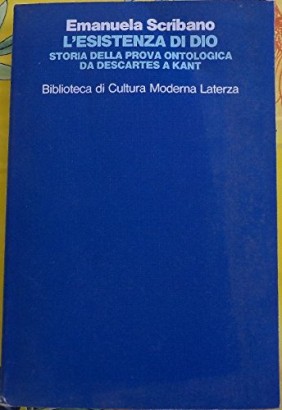 Emanuela Scribano
L'ESISTENZA DI DIO
STORIA DELLA PROVA ONTOLOGICA
DA DESCARTES A KANT
Biblioteca di Cultura Moderna Laterza